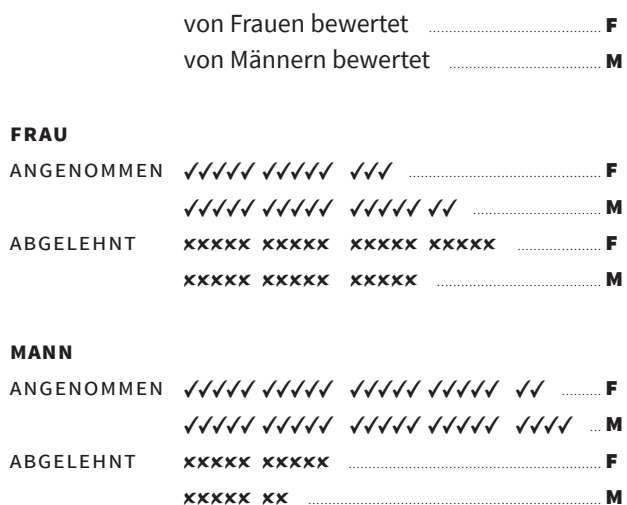 von Frauen bewertet ........ F
von Männern bewertet ........ M
FRAU
ANGENOMMEN ✓✓✓✓✓ ✓✓✓✓✓ ✓✓✓ ........ F
✓✓✓✓✓ ✓✓✓✓✓ ✓✓✓✓✓ ✓✓ ........ M
ABGELEHNT ✗✗✗✗✗ ✗✗✗✗✗ ✗✗✗✗✗ ✗✗✗✗✗ ........ F
✗✗✗✗✗ ✗✗✗✗✗ ✗✗✗✗✗ ........ M
MANN
ANGENOMMEN ✓✓✓✓✓ ✓✓✓✓✓ ✓✓✓✓✓ ✓✓✓✓✓ ✓✓ ........ F
✓✓✓✓✓ ✓✓✓✓✓ ✓✓✓✓✓ ✓✓✓✓✓ ✓✓✓✓ ... M
ABGELEHNT ✗✗✗✗✗ ✗✗✗✗✗ ........ F
✗✗✗✗✗ ✗✗ ........ M